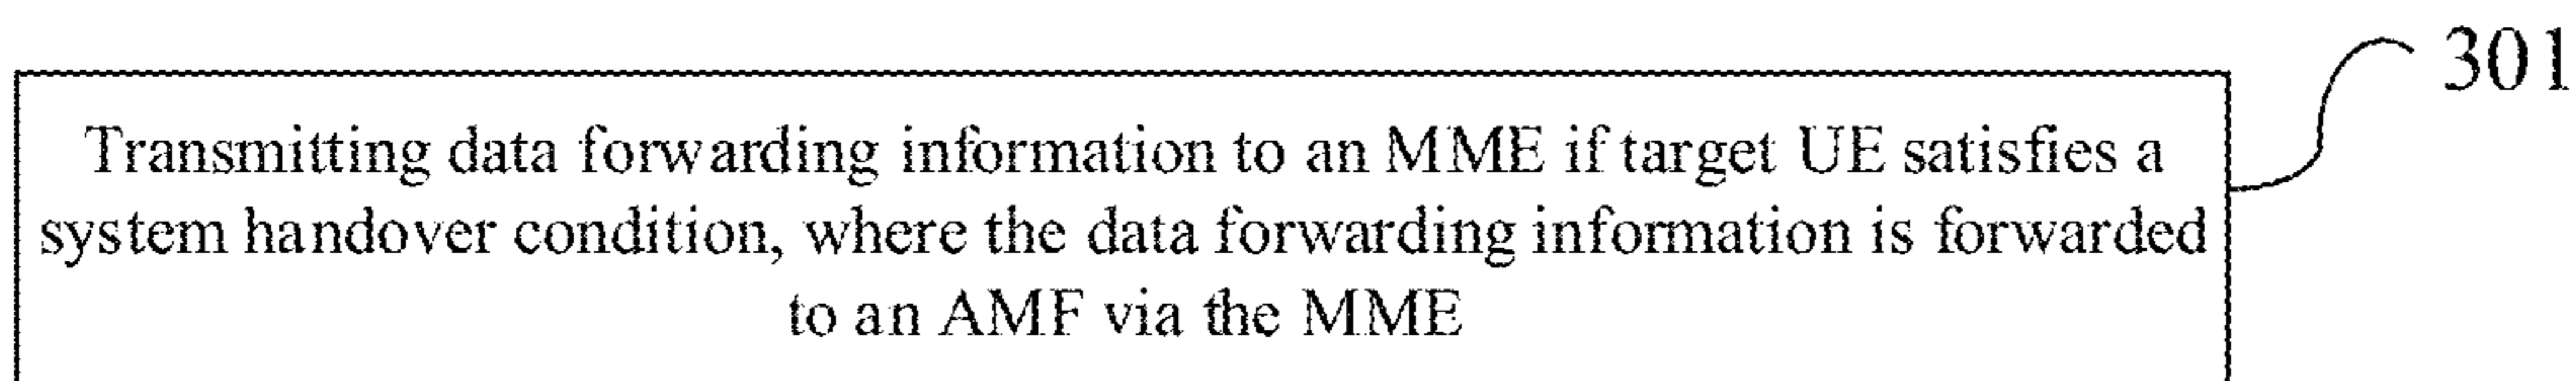 301
Transmitting data forwarding information to an MME if target UE satisfies a
system handover condition, where the data forwarding information is forwarded
to an AMF via the MME